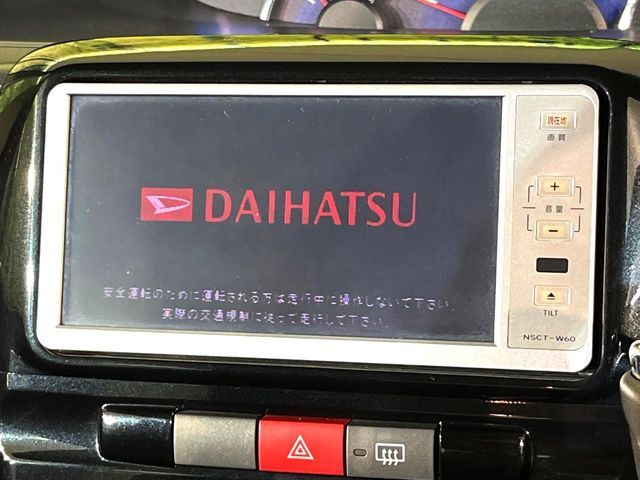 現在地
画質
DAIHATSU
+
音量
−
安全運転のために運転される方は走行中に操作しないで下さい。
実際の交通規制に従って走行して下さい。
TILT
NSCT-W60